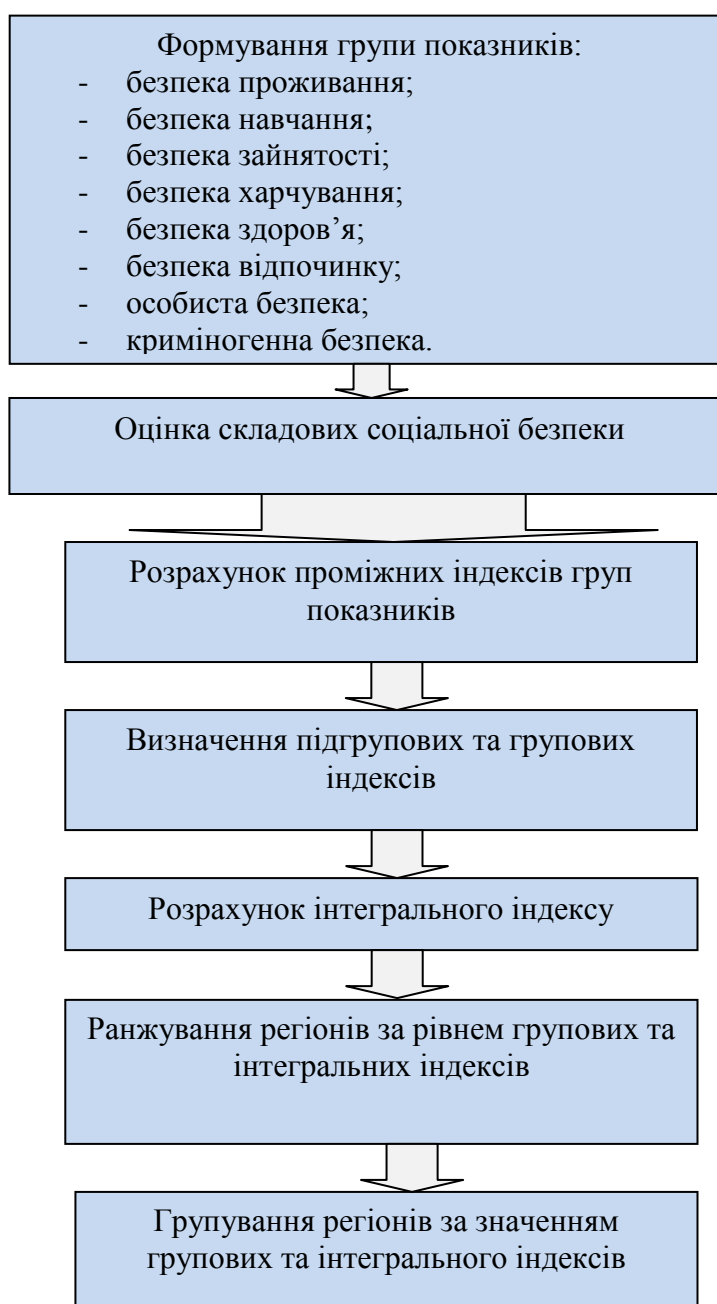 Формування групи показників:
- безпека проживання;
- безпека навчання;
- безпека зайнятості;
- безпека харчування;
- безпека здоров’я;
- безпека відпочинку;
- особиста безпека;
- криміногенна безпека.
Оцінка складових соціальної безпеки
Розрахунок проміжних індексів груп
показників
Визначення підгрупових та групових
індексів
Розрахунок інтегрального індексу
Ранжування регіонів за рівнем групових та
інтегральних індексів
Групування регіонів за значенням
групових та інтегрального індексів